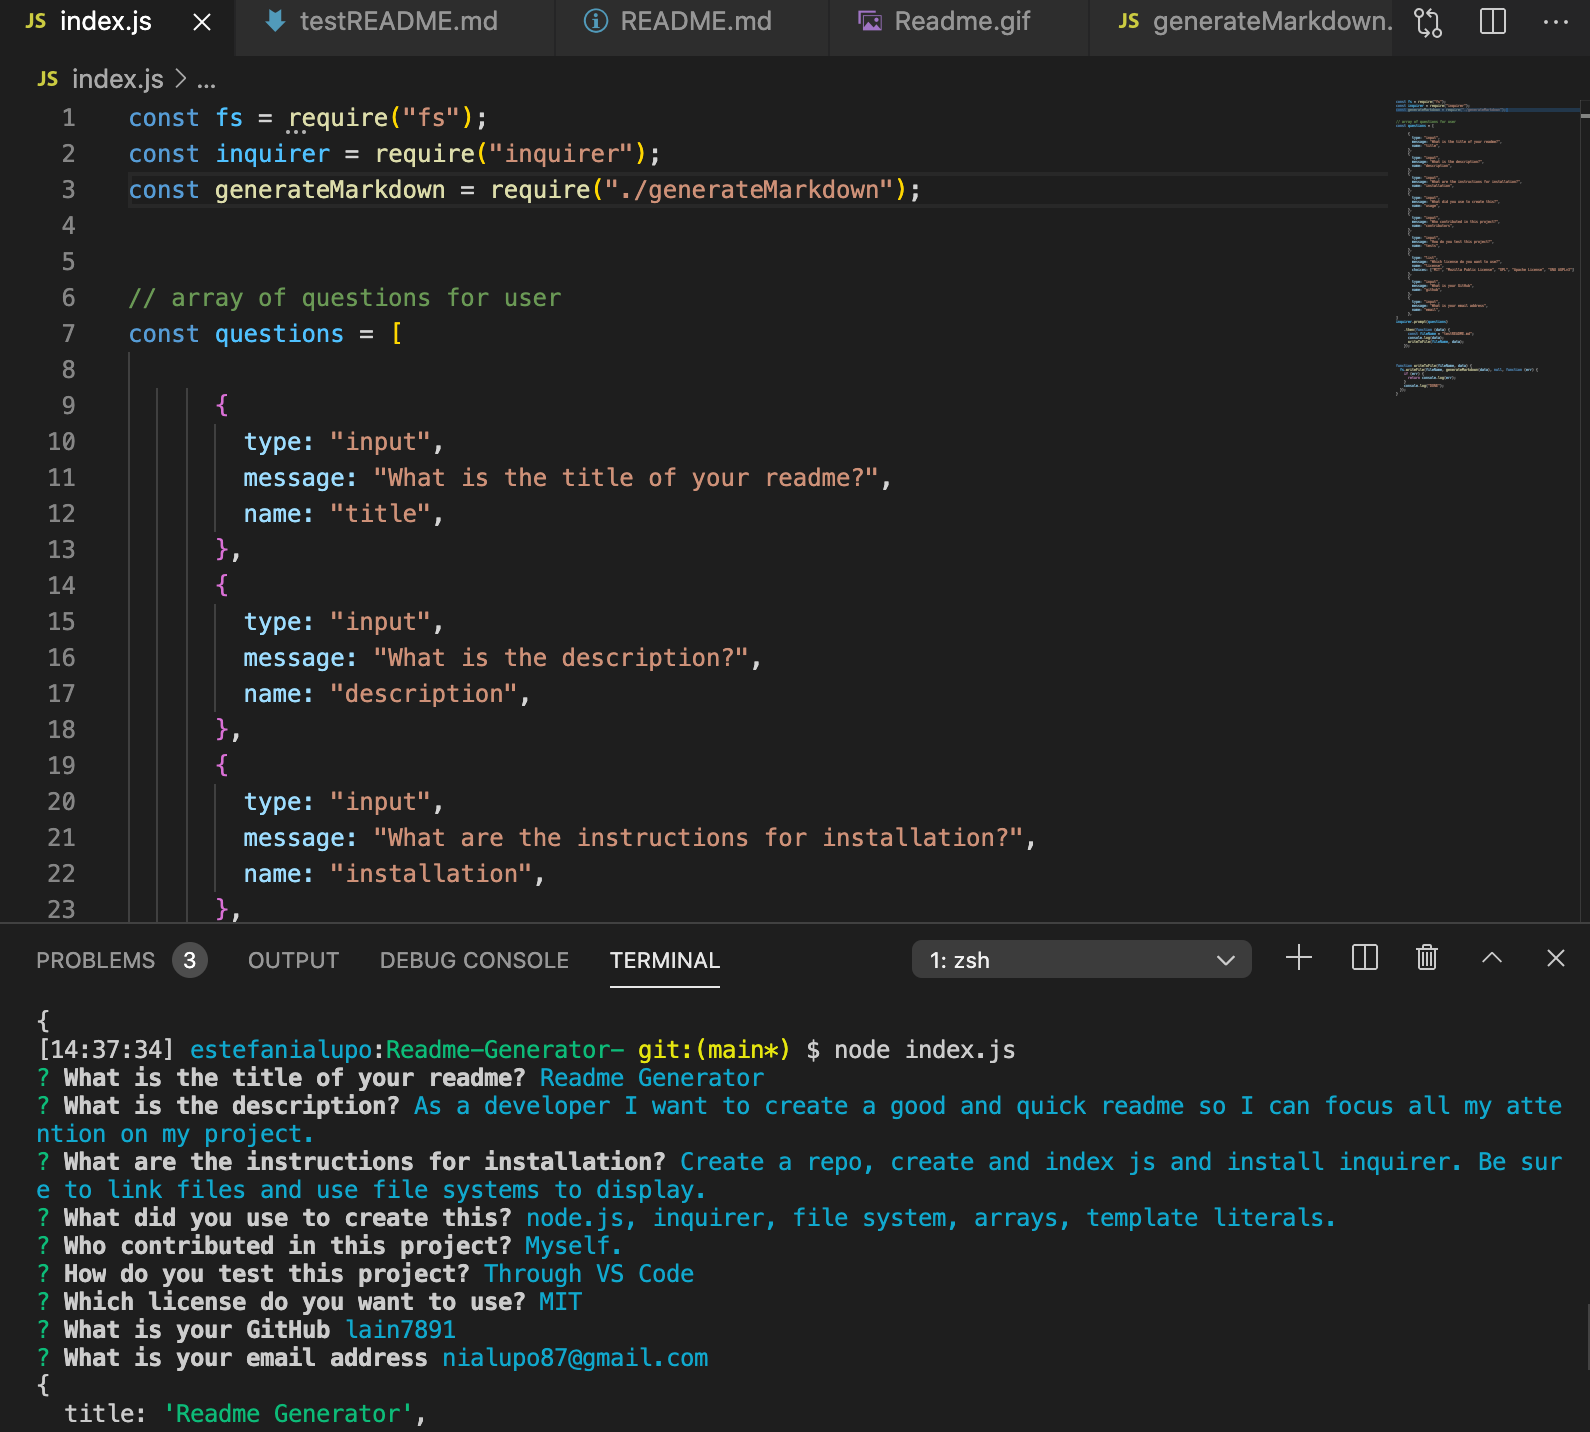 JS index.js testREADME.md README.md Readme.gif JS generateMarkdown.
JS index.js > ...
1 const fs = require("fs");
2 const inquirer = require("inquirer");
3 const generateMarkdown = require("./generateMarkdown");
4
5
6 // array of questions for user
7 const questions = [
8
9 {
10 type: "input",
11 message: "What is the title of your readme?",
12 name: "title",
13 },
14 {
15 type: "input",
16 message: "What is the description?",
17 name: "description",
18 },
19 {
20 type: "input",
21 message: "What are the instructions for installation?",
22 name: "installation",
23 },
PROBLEMS 3 OUTPUT DEBUG CONSOLE TERMINAL 1: zsh
{
[14:37:34] estefanialupo:Readme-Generator- git:(main*) $ node index.js
? What is the title of your readme? Readme Generator
? What is the description? As a developer I want to create a good and quick readme so I can focus all my atte
ntion on my project.
? What are the instructions for installation? Create a repo, create and index js and install inquirer. Be sur
e to link files and use file systems to display.
? What did you use to create this? node.js, inquirer, file system, arrays, template literals.
? Who contributed in this project? Myself.
? How do you test this project? Through VS Code
? Which license do you want to use? MIT
? What is your GitHub lain7891
? What is your email address nialupo87@gmail.com
{
title: 'Readme Generator',